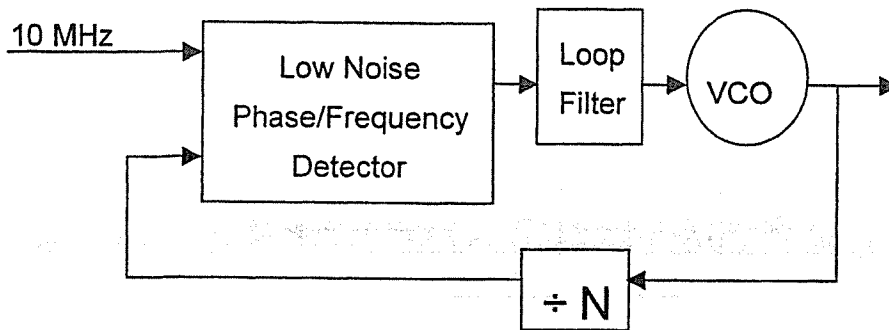 10 MHz
Low Noise
Phase/Frequency
Detector
Loop
Filter
VCO
÷ N